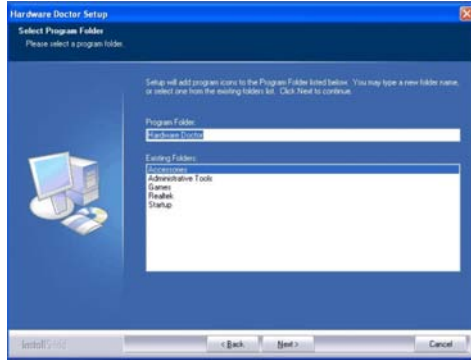 Hardware Doctor Setup
Select Program Folder
Please select a program folder.
Setup will add program icons to the Program Folder listed below. You may type a new folder name,
or select one from the existing folders list. Click Next to continue.
Program Folder:
Hardware Doctor
Existing Folders:
Accessories
Administrative Tools
Games
Realtek
Startup
< Back
Next >
Cancel